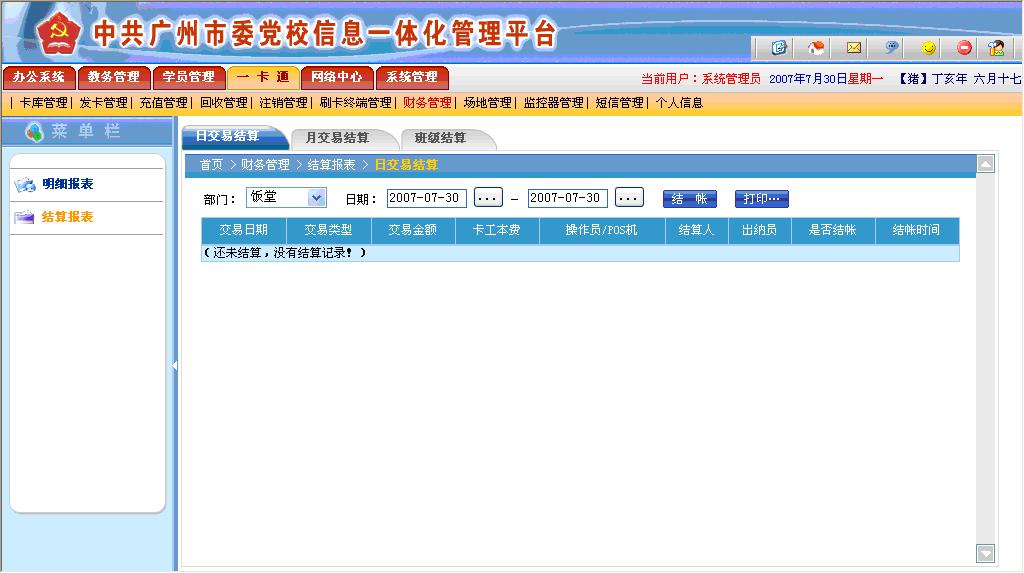 中共广州市委党校信息一体化管理平台
办公系统 教务管理 学员管理 一 卡 通 网络中心 系统管理 当前用户：系统管理员 2007年7月30日星期一 【猪】丁亥年 六月十七
| 卡库管理| 发卡管理| 充值管理| 回收管理| 注销管理| 刷卡终端管理| 财务管理| 场地管理| 监控器管理| 短信管理| 个人信息
菜 单 栏
明细报表
结算报表
日交易结算 月交易结算 班级结算
首页 > 财务管理 > 结算报表 > 日交易结算
部门： 饭堂 日期： 2007-07-30 ... – 2007-07-30 ... 结 帐 打印…
交易日期 交易类型 交易金额 卡工本费 操作员/POS机 结算人 出纳员 是否结帐 结帐时间
（还未结算，没有结算记录！）